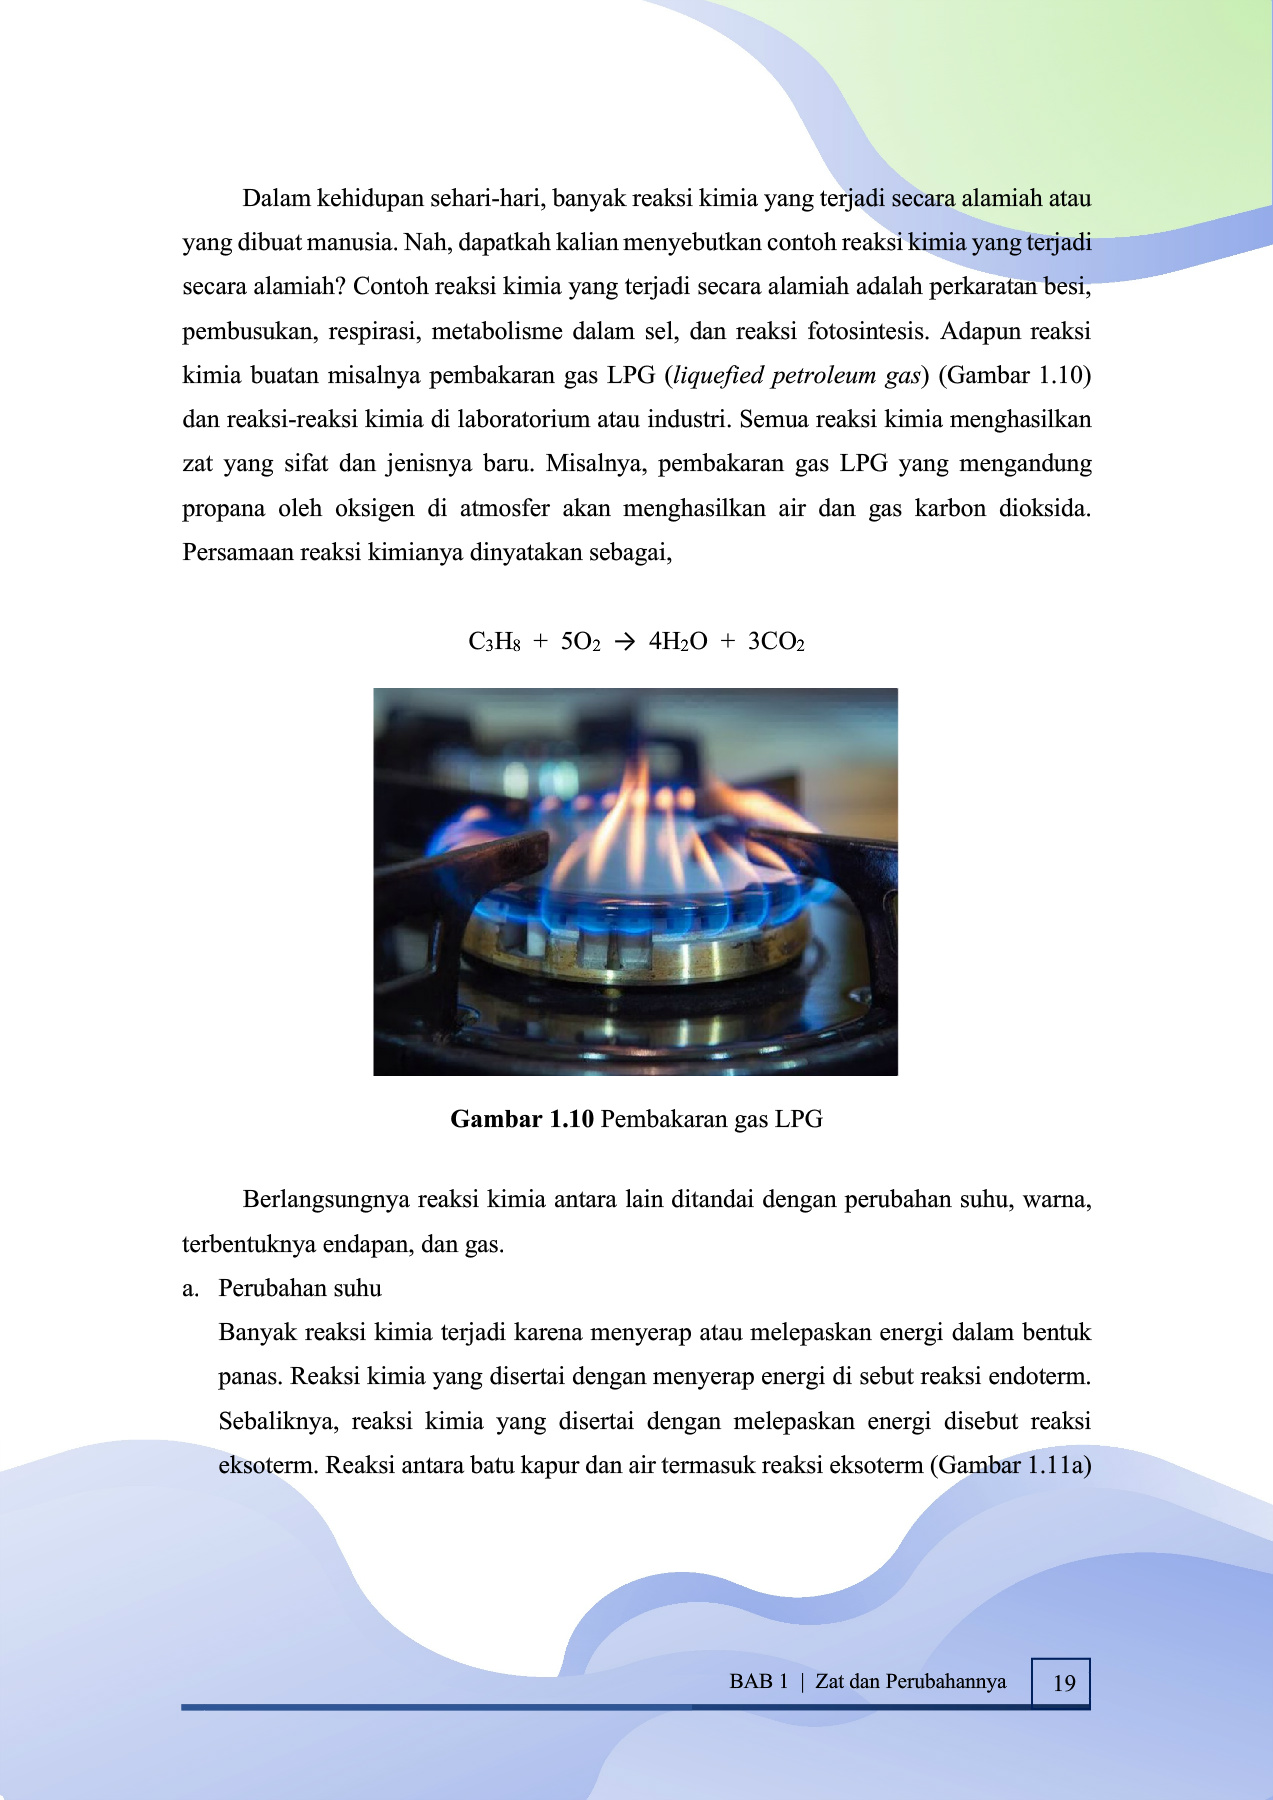 Dalam kehidupan sehari-hari, banyak reaksi kimia yang terjadi secara alamiah atau
yang dibuat manusia. Nah, dapatkah kalian menyebutkan contoh reaksi kimia yang terjadi
secara alamiah? Contoh reaksi kimia yang terjadi secara alamiah adalah perkaratan besi,
pembusukan, respirasi, metabolisme dalam sel, dan reaksi fotosintesis. Adapun reaksi
kimia buatan misalnya pembakaran gas LPG (liquefied petroleum gas) (Gambar 1.10)
dan reaksi-reaksi kimia di laboratorium atau industri. Semua reaksi kimia menghasilkan
zat yang sifat dan jenisnya baru. Misalnya, pembakaran gas LPG yang mengandung
propana oleh oksigen di atmosfer akan menghasilkan air dan gas karbon dioksida.
Persamaan reaksi kimianya dinyatakan sebagai,
C₃H₈ + 5O₂ → 4H₂O + 3CO₂
Gambar 1.10 Pembakaran gas LPG
Berlangsungnya reaksi kimia antara lain ditandai dengan perubahan suhu, warna,
terbentuknya endapan, dan gas.
a. Perubahan suhu
Banyak reaksi kimia terjadi karena menyerap atau melepaskan energi dalam bentuk
panas. Reaksi kimia yang disertai dengan menyerap energi di sebut reaksi endoterm.
Sebaliknya, reaksi kimia yang disertai dengan melepaskan energi disebut reaksi
eksoterm. Reaksi antara batu kapur dan air termasuk reaksi eksoterm (Gambar 1.11a)
BAB 1 | Zat dan Perubahannya 19